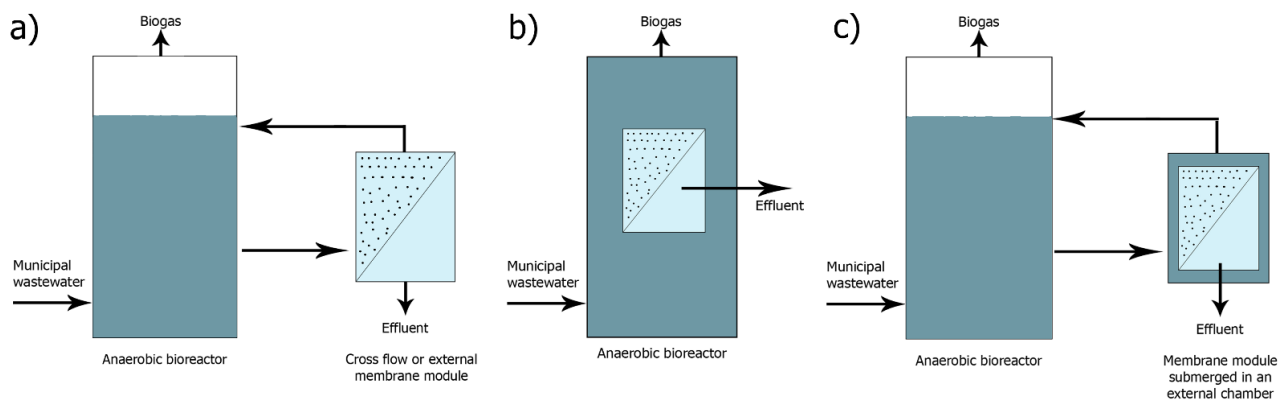 a)
Biogas
Municipal
wastewater
Anaerobic bioreactor
Effluent
Cross flow or external
membrane module
b)
Biogas
Effluent
Municipal
wastewater
Anaerobic bioreactor
c)
Biogas
Municipal
wastewater
Anaerobic bioreactor
Effluent
Membrane module
submerged in an
external chamber